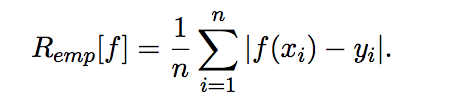 $R_{emp}[f] = \frac{1}{n} \sum_{i=1}^{n} |f(x_i) - y_i|.$